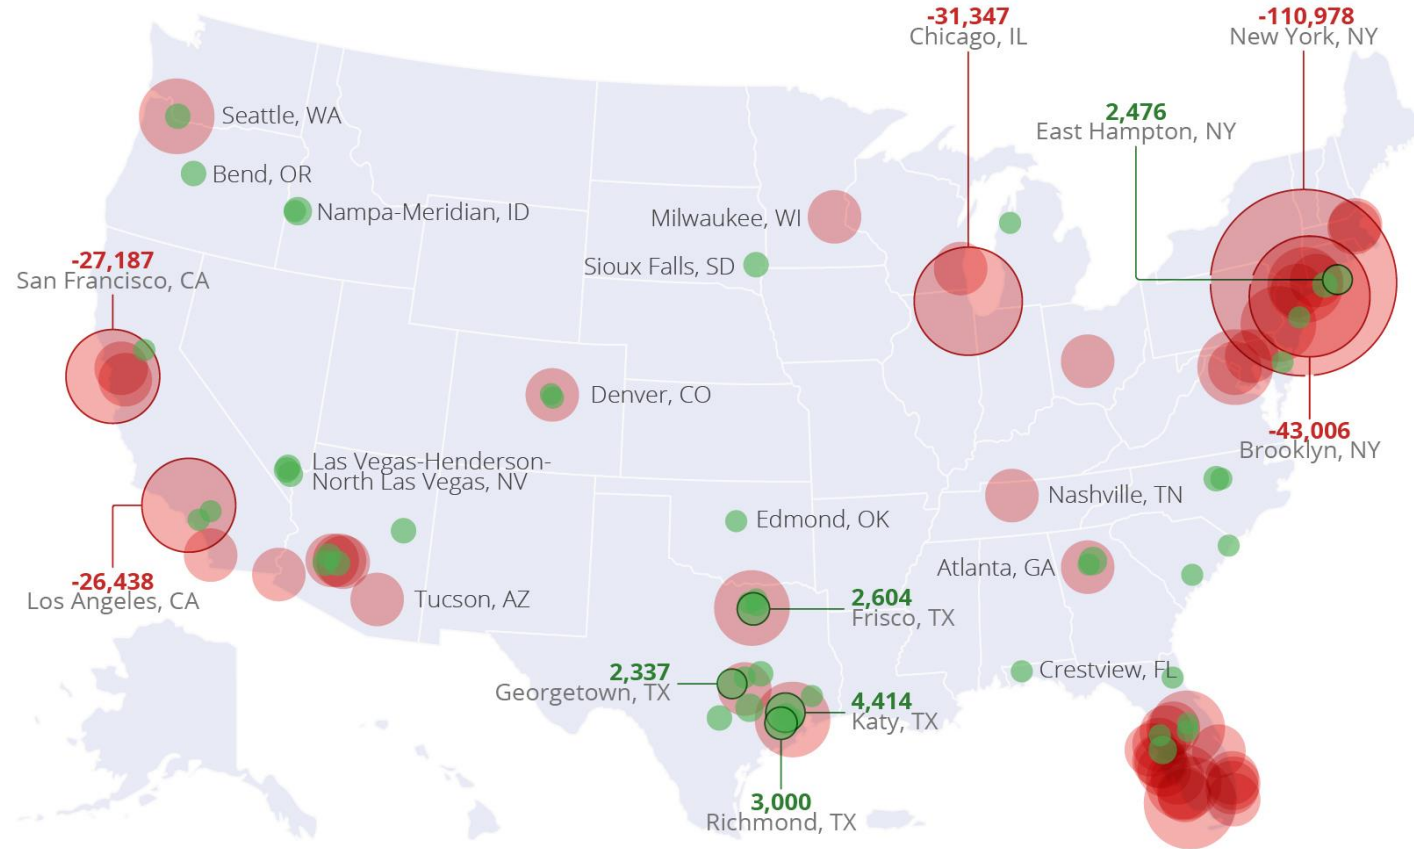 -31,347
Chicago, IL
-110,978
New York, NY
2,476
East Hampton, NY
Seattle, WA
Bend, OR
Nampa-Meridian, ID
Milwaukee, WI
Sioux Falls, SD
-27,187
San Francisco, CA
Denver, CO
-43,006
Brooklyn, NY
Las Vegas-Henderson-
North Las Vegas, NV
Nashville, TN
Edmond, OK
Atlanta, GA
-26,438
Los Angeles, CA
Tucson, AZ
2,604
Frisco, TX
2,337
Georgetown, TX
Crestview, FL
4,414
Katy, TX
3,000
Richmond, TX